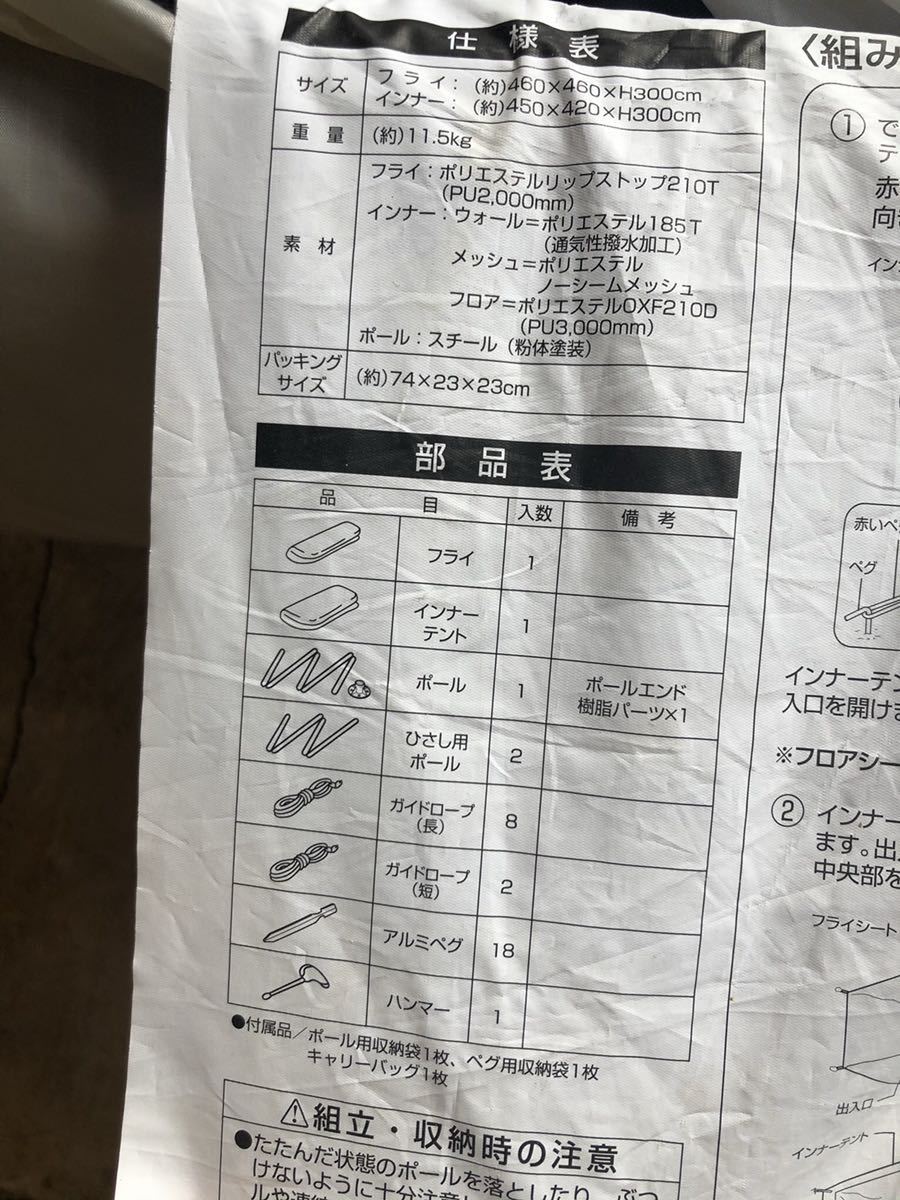 仕様表
サイズ フライ：(約)460×460×H300cm
インナー：(約)450×420×H300cm
重量 (約)11.5kg
素材 フライ：ポリエステルリップストップ210T
(PU2,000mm)
インナー：ウォール＝ポリエステル185T
(通気性撥水加工)
メッシュ＝ポリエステル
ノーシームメッシュ
フロア＝ポリエステルOXF210D
(PU3,000mm)
ポール：スチール（粉体塗装）
パッキングサイズ (約)74×23×23cm
部品表
品目 入数 備考
フライ 1
インナーテント 1
ポール 1 ポールエンド樹脂パーツ×1
ひさし用ポール 2
ガイドロープ（長） 8
ガイドロープ（短） 2
アルミペグ 18
ハンマー 1
●付属品／ポール用収納袋1枚、ペグ用収納袋1枚
キャリーバッグ1枚
⚠組立・収納時の注意
●たたんだ状態のポールを落としたり、ぶつ
けないように十分注意し
〈組み
① で
テ
赤
向き
イン
赤いペ
ペグ
インナーテン
入口を開けま
※フロアシー
② インナー
ます。出
中央部を
フライシート
出入口
インナーテント